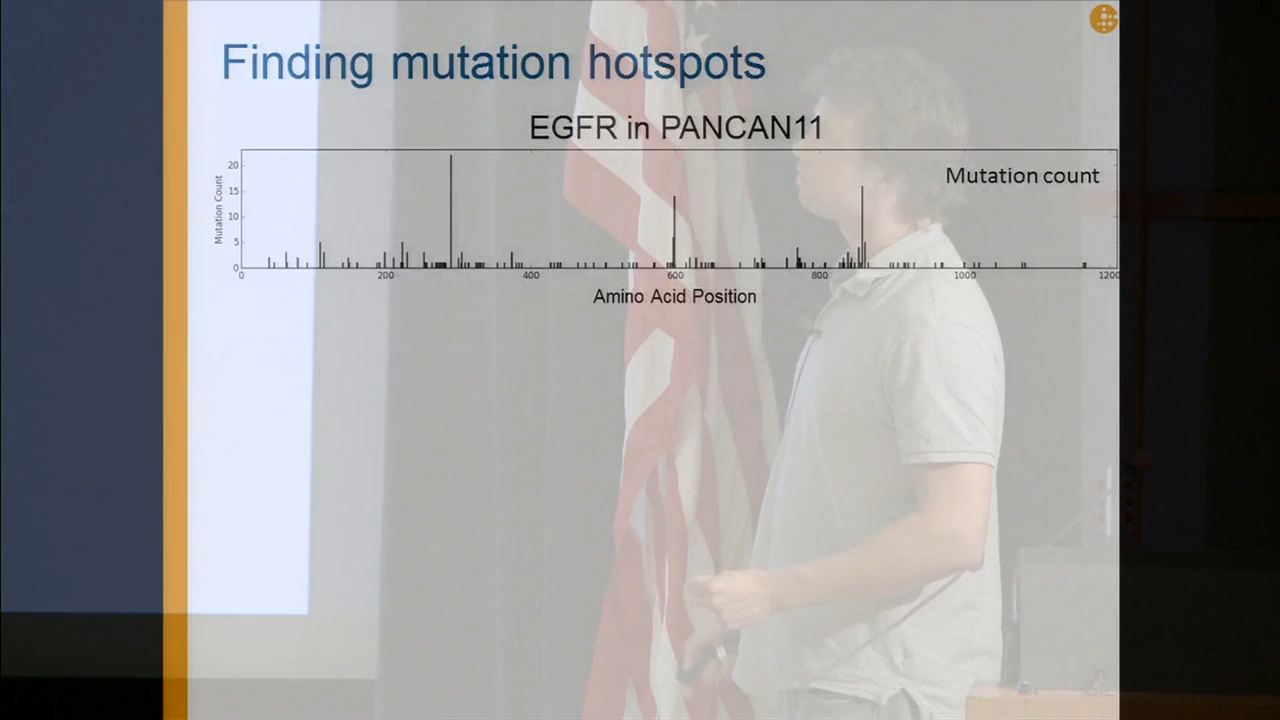 Finding mutation hotspots
EGFR in PANCAN11
Mutation count
Mutation Count
20
15
10
5
0
0 200 400 600 800 1000 1200
Amino Acid Position